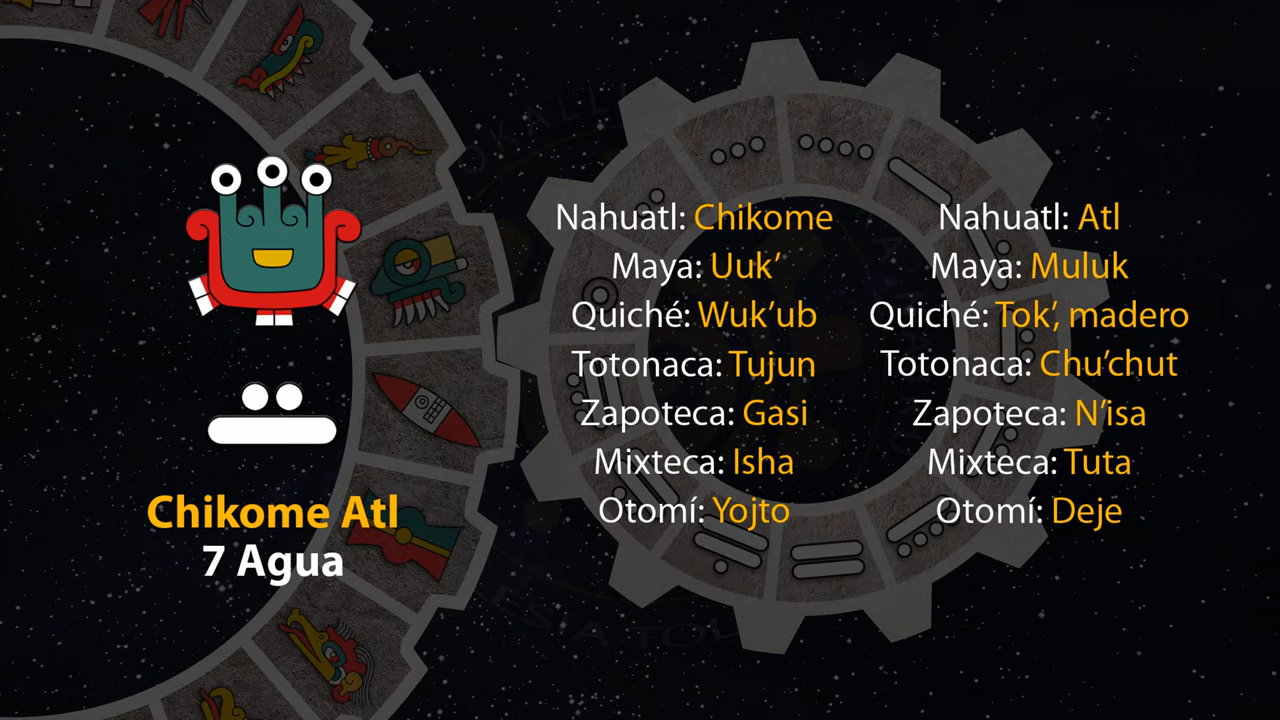 Nahuatl: Chikome
Maya: Uuk’
Quiché: Wuk’ub
Totonaca: Tujun
Zapoteca: Gasi
Mixteca: Isha
Otomí: Yojto
Nahuatl: Atl
Maya: Muluk
Quiché: Tok’, madero
Totonaca: Chu’chut
Zapoteca: N’isa
Mixteca: Tuta
Otomí: Deje
Chikome Atl
7 Agua